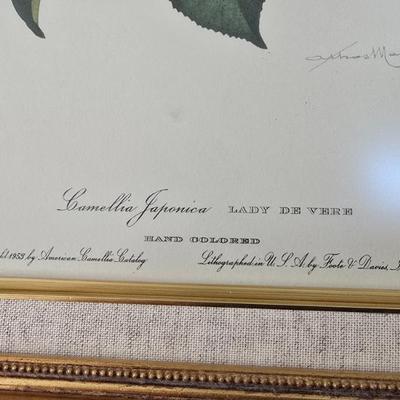 Camellia Japonica LADY DE VERE
HAND COLORED
1953 by American Camellia Catalog
Lithographed in U.S.A. by Foote & Davies,